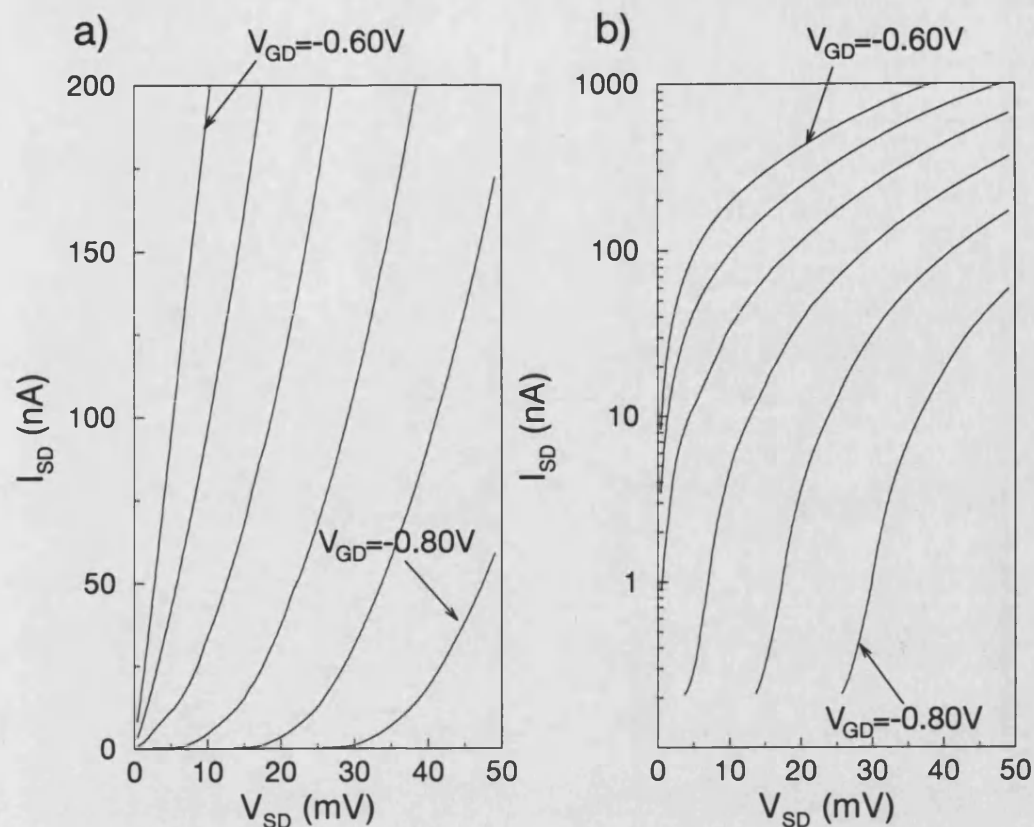 a)
V_GD=-0.60V
200
150
100
50
0
I_SD (nA)
V_GD=-0.80V
0 10 20 30 40 50
V_SD (mV)
b)
V_GD=-0.60V
1000
100
10
1
I_SD (nA)
V_GD=-0.80V
0 10 20 30 40 50
V_SD (mV)